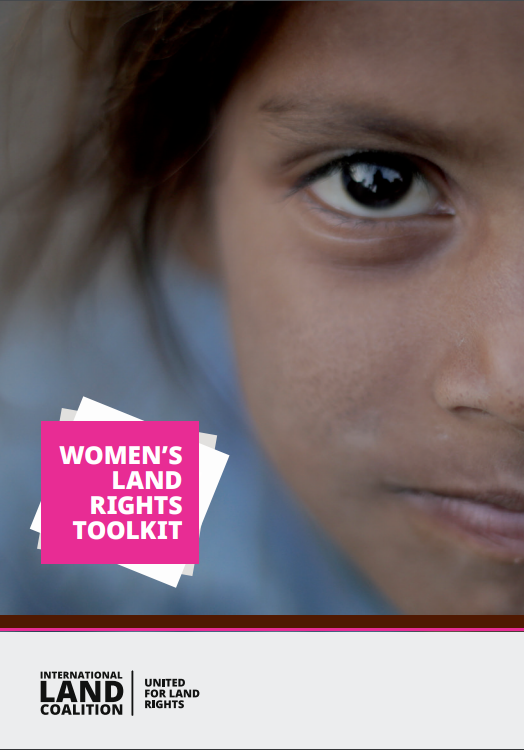 WOMEN'S
LAND
RIGHTS
TOOLKIT
INTERNATIONAL
LAND
COALITION
UNITED
FOR LAND
RIGHTS